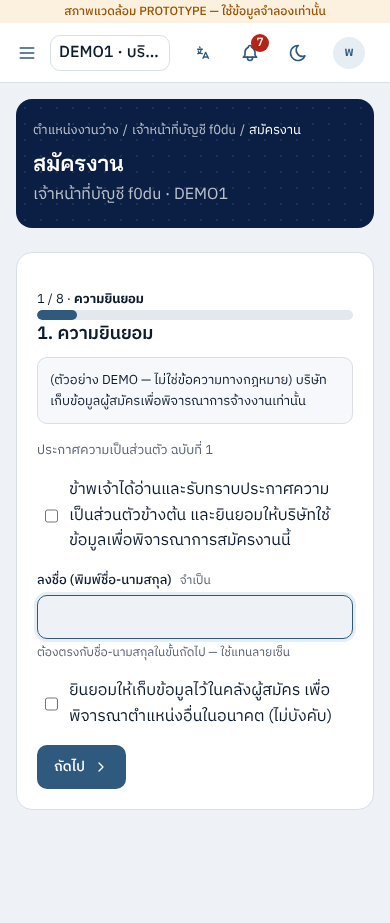 สภาพแวดล้อม PROTOTYPE — ใช้ข้อมูลจำลองเท่านั้น
DEMO1 · บริ...
7
W
ตำแหน่งงานว่าง / เจ้าหน้าที่บัญชี f0du / สมัครงาน
สมัครงาน
เจ้าหน้าที่บัญชี f0du · DEMO1
1 / 8 · ความยินยอม
1. ความยินยอม
(ตัวอย่าง DEMO — ไม่ใช่ข้อความทางกฎหมาย) บริษัท
เก็บข้อมูลผู้สมัครเพื่อพิจารณาการจ้างงานเท่านั้น
ประกาศความเป็นส่วนตัว ฉบับที่ 1
ข้าพเจ้าได้อ่านและรับทราบประกาศความ
เป็นส่วนตัวข้างต้น และยินยอมให้บริษัทใช้
ข้อมูลเพื่อพิจารณาการสมัครงานนี้
ลงชื่อ (พิมพ์ชื่อ-นามสกุล) จำเป็น
ต้องตรงกับชื่อ-นามสกุลในขั้นถัดไป — ใช้แทนลายเซ็น
ยินยอมให้เก็บข้อมูลไว้ในคลังผู้สมัคร เพื่อ
พิจารณาตำแหน่งอื่นในอนาคต (ไม่บังคับ)
ถัดไป